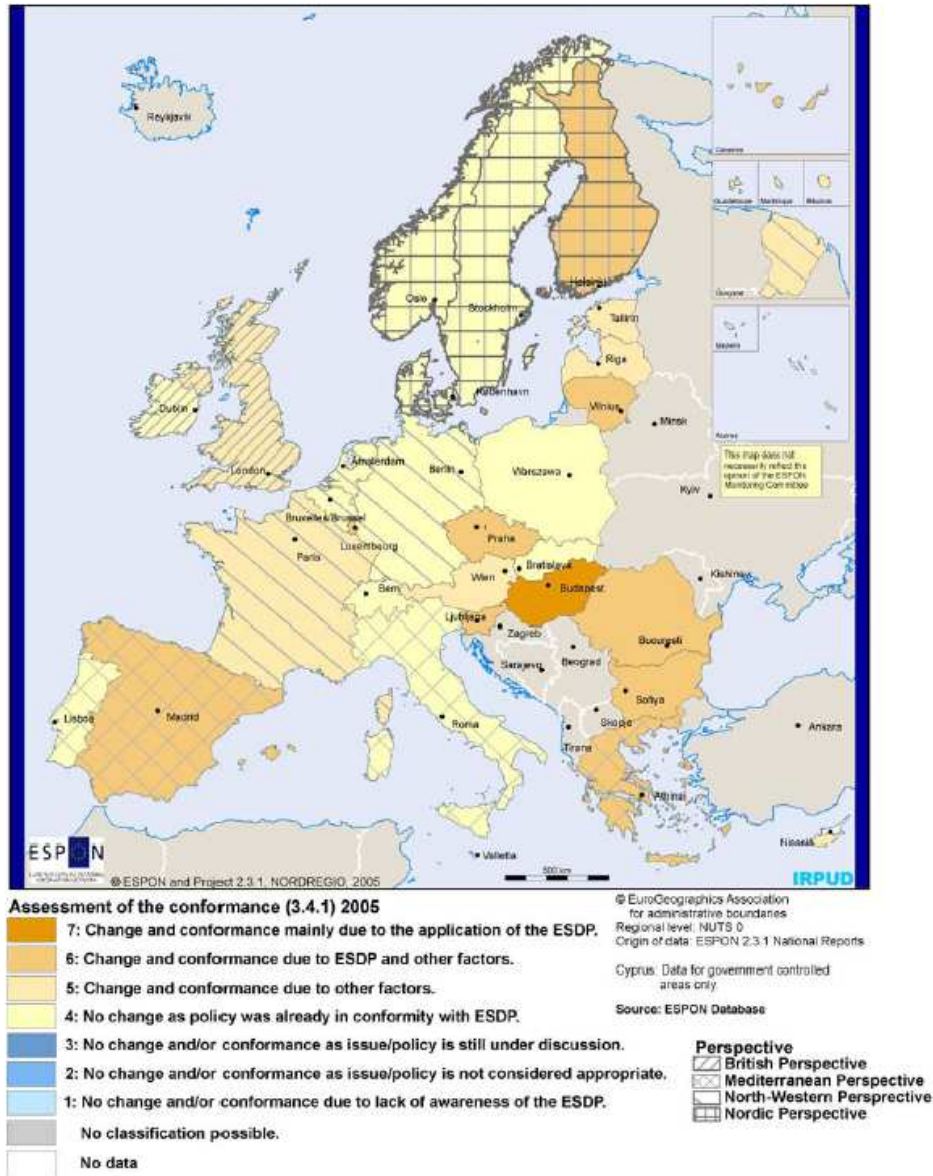 Reykjavik
Canarias
Guadeloupe
Martinique
Réunion
Guyane
Helsinki
Oslo
Stockholm
Tallinn
Riga
Madeira
København
Vilnius
Minsk
Dublin
This map does not
necessarily reflect the
opinion of the ESPON
Monitoring Committee
Amsterdam
Berlin
Warszawa
London
Kyiv
Bruxelles/Brussel
Luxembourg
Praha
Paris
Kishinev
Wien
Bratislava
Bern
Budapest
Ljubljana
Zagreb
Bucuresti
Sarajevo
Beograd
Sofiya
Madrid
Lisboa
Roma
Skopje
Tirana
Ankara
Athinai
Nicosia
Valletta
ESPON
500 km
© ESPON and Project 2.3.1, NORDREGIO, 2005
IRPUD
Assessment of the conformance (3.4.1) 2005
7: Change and conformance mainly due to the application of the ESDP.
6: Change and conformance due to ESDP and other factors.
5: Change and conformance due to other factors.
4: No change as policy was already in conformity with ESDP.
3: No change and/or conformance as issue/policy is still under discussion.
2: No change and/or conformance as issue/policy is not considered appropriate.
1: No change and/or conformance due to lack of awareness of the ESDP.
No classification possible.
No data
© EuroGeographics Association
for administrative boundaries
Regional level: NUTS 0
Origin of data: ESPON 2.3.1 National Reports
Cyprus: Data for government controlled
areas only
Source: ESPON Database
Perspective
British Perspective
Mediterranean Perspective
North-Western Persprective
Nordic Perspective